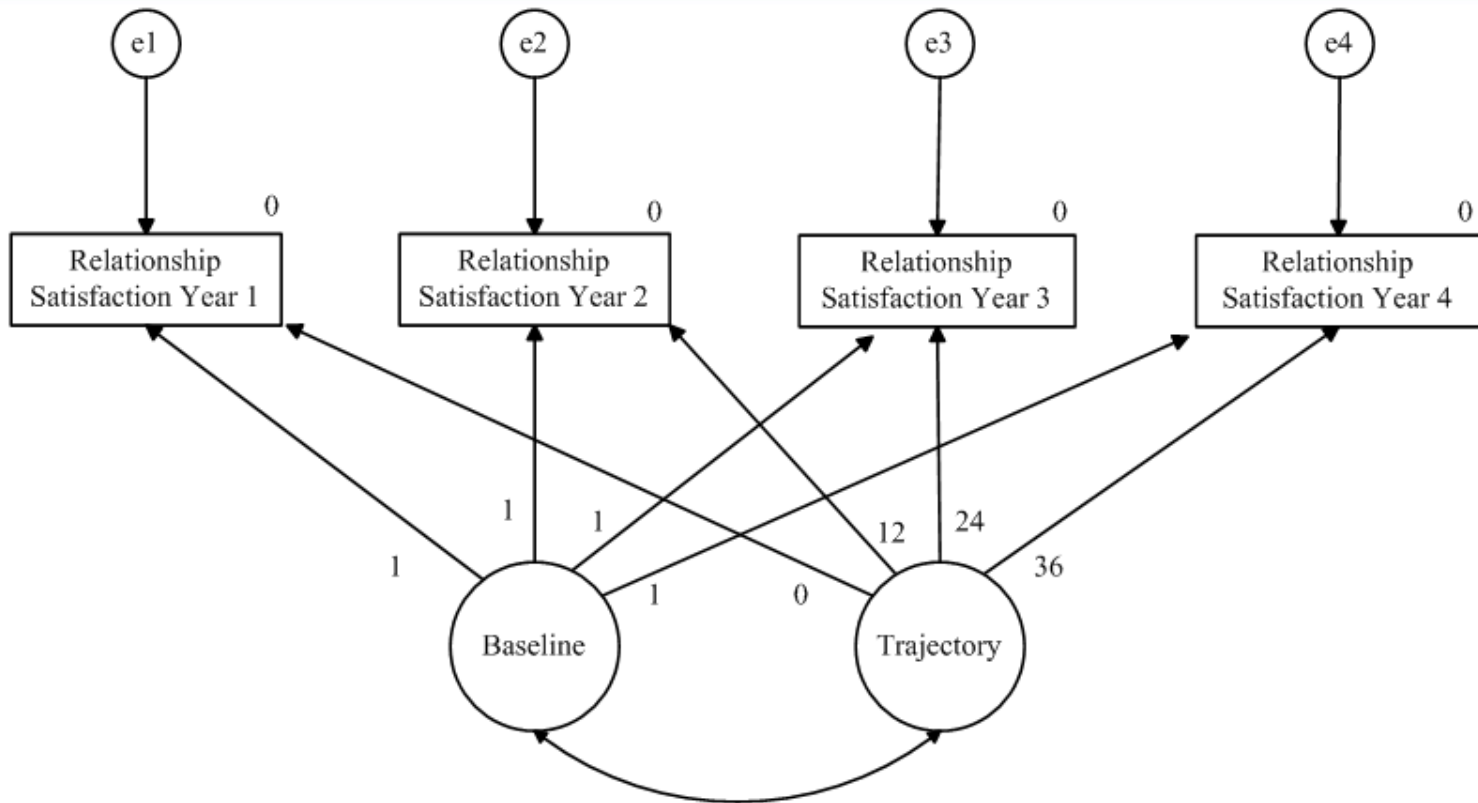 e1
e2
e3
e4
0
0
0
0
Relationship
Satisfaction Year 1
Relationship
Satisfaction Year 2
Relationship
Satisfaction Year 3
Relationship
Satisfaction Year 4
1
1
1
1
0
12
24
36
Baseline
Trajectory